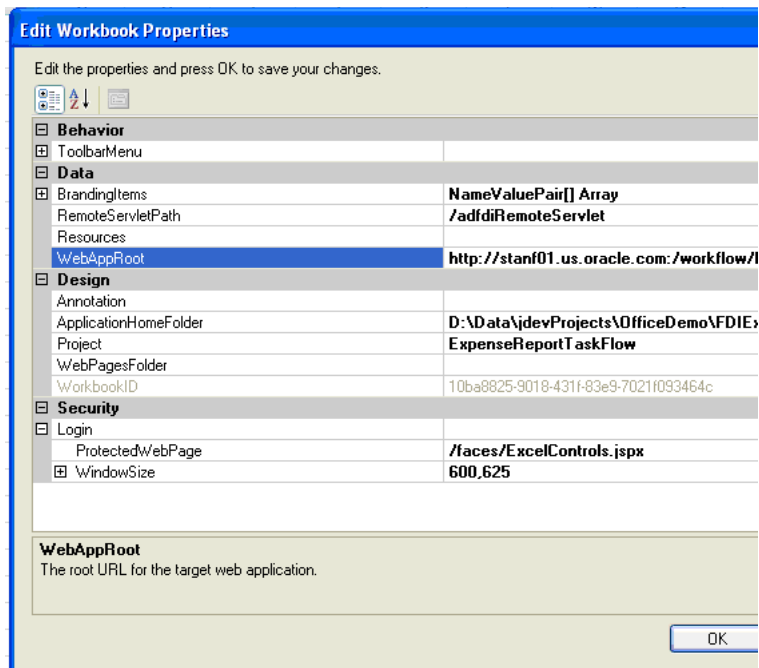 Edit Workbook Properties
Edit the properties and press OK to save your changes.
Behavior
ToolbarMenu
Data
BrandingItems NameValuePair[] Array
RemoteServletPath /adfdiRemoteServlet
Resources
WebAppRoot http://stanf01.us.oracle.com:/workflow/
Design
Annotation
ApplicationHomeFolder D:\Data\jdevProjects\OfficeDemo\FDIEx
Project ExpenseReportTaskFlow
WebPagesFolder
WorkbookID 10ba8825-9018-431f-83e9-7021f093464c
Security
Login
ProtectedWebPage /faces/ExcelControls.jspx
WindowSize 600,625
WebAppRoot
The root URL for the target web application.
OK